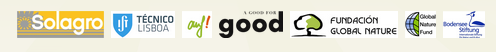 Solagro
TÉCNICO
LISBOA
ay!!
A GOOD FOR
good
FUNDACIÓN
GLOBAL NATURE
Global
Nature
Fund
Bodensee
Stiftung